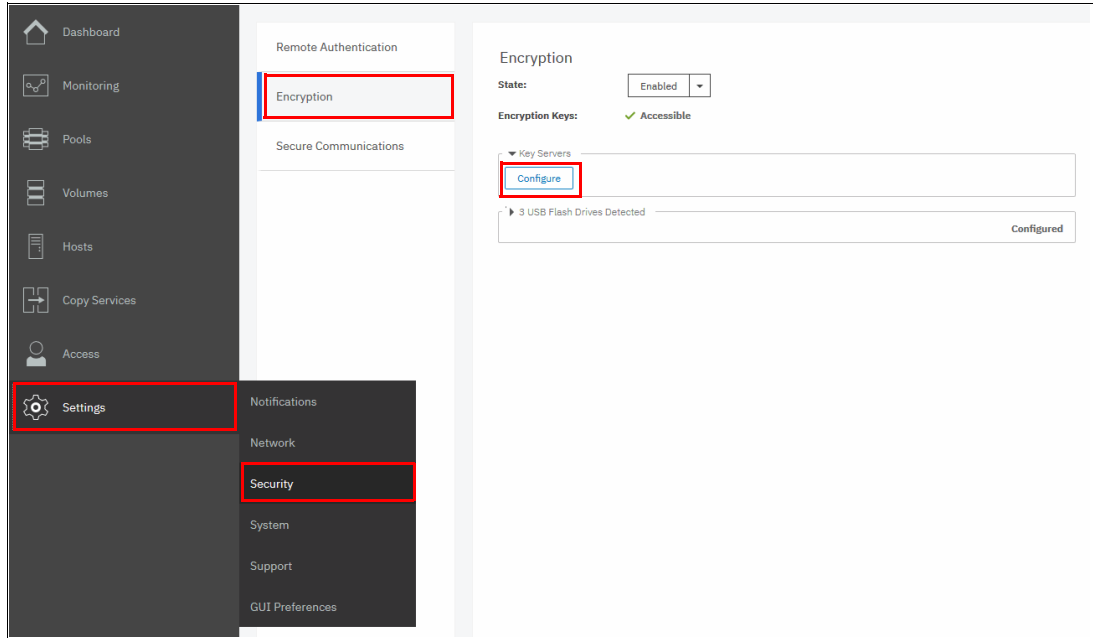 Dashboard
Monitoring
Pools
Volumes
Hosts
Copy Services
Access
Settings
Notifications
Network
Security
System
Support
GUI Preferences
Remote Authentication
Encryption
Secure Communications
Encryption
State: Enabled
Encryption Keys: Accessible
Key Servers
Configure
3 USB Flash Drives Detected
Configured